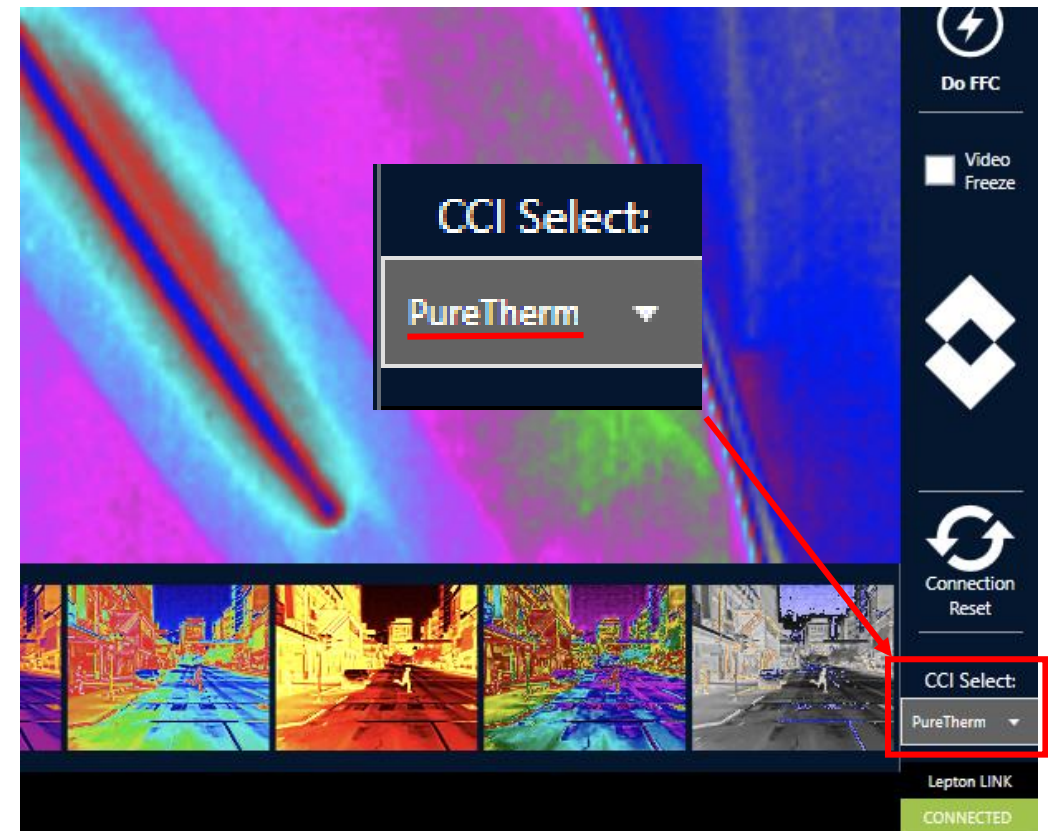 Do FFC
Video
Freeze
CCI Select:
PureTherm
Connection
Reset
CCI Select:
PureTherm
Lepton LINK
CONNECTED